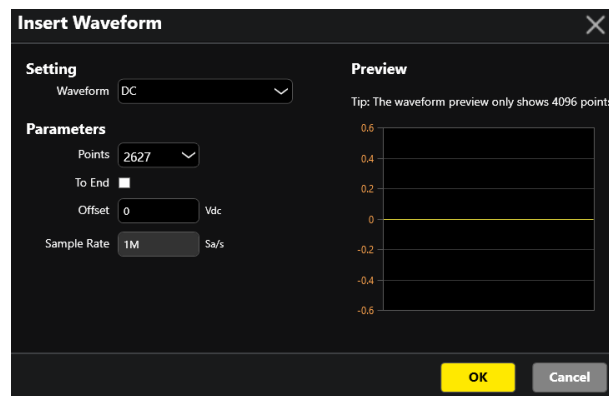 Insert Waveform
Setting
Waveform DC
Parameters
Points 2627
To End
Offset 0 Vdc
Sample Rate 1M Sa/s
Preview
Tip: The waveform preview only shows 4096 points
0.6
0.4
0.2
0
-0.2
-0.4
-0.6
OK Cancel